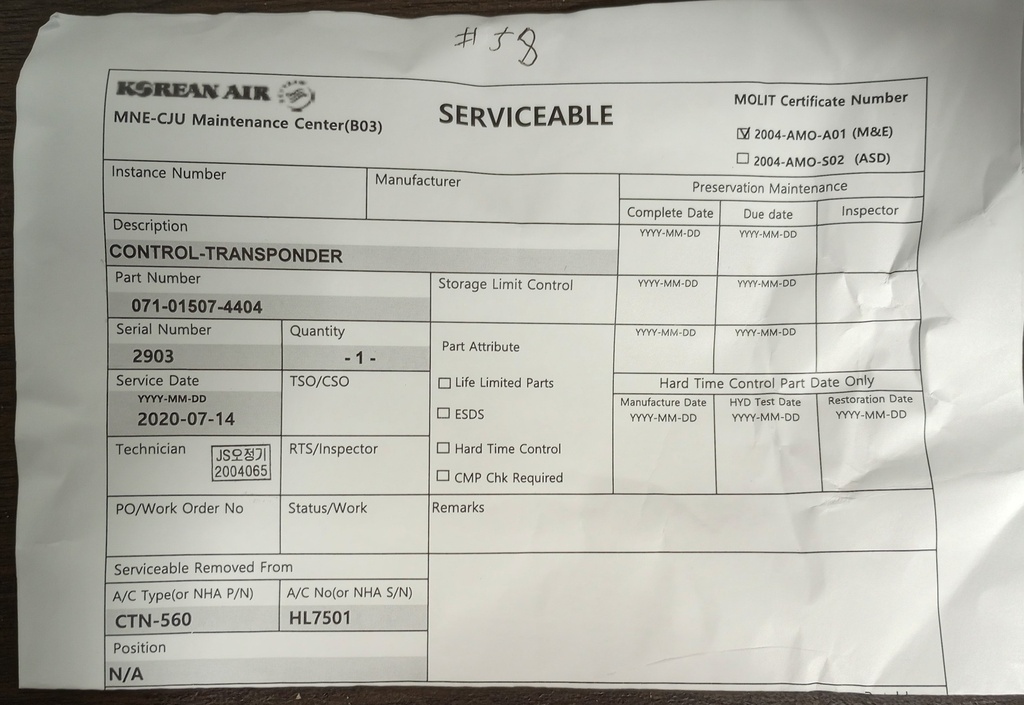 #58
KOREAN AIR
MNE-CJU Maintenance Center(B03)
SERVICEABLE
MOLIT Certificate Number
☑ 2004-AMO-A01 (M&E)
☐ 2004-AMO-S02 (ASD)
Instance Number
Manufacturer
Preservation Maintenance
Complete Date Due date Inspector
YYYY-MM-DD YYYY-MM-DD
Description
CONTROL-TRANSPONDER
Part Number
071-01507-4404
Storage Limit Control
YYYY-MM-DD YYYY-MM-DD
Serial Number
2903
Quantity
- 1 -
Part Attribute
YYYY-MM-DD YYYY-MM-DD
Service Date
YYYY-MM-DD
2020-07-14
TSO/CSO
☐ Life Limited Parts
☐ ESDS
☐ Hard Time Control
☐ CMP Chk Required
Hard Time Control Part Date Only
Manufacture Date HYD Test Date Restoration Date
YYYY-MM-DD YYYY-MM-DD YYYY-MM-DD
Technician
JS오정기
2004065
RTS/Inspector
PO/Work Order No
Status/Work
Remarks
Serviceable Removed From
A/C Type(or NHA P/N)
CTN-560
A/C No(or NHA S/N)
HL7501
Position
N/A